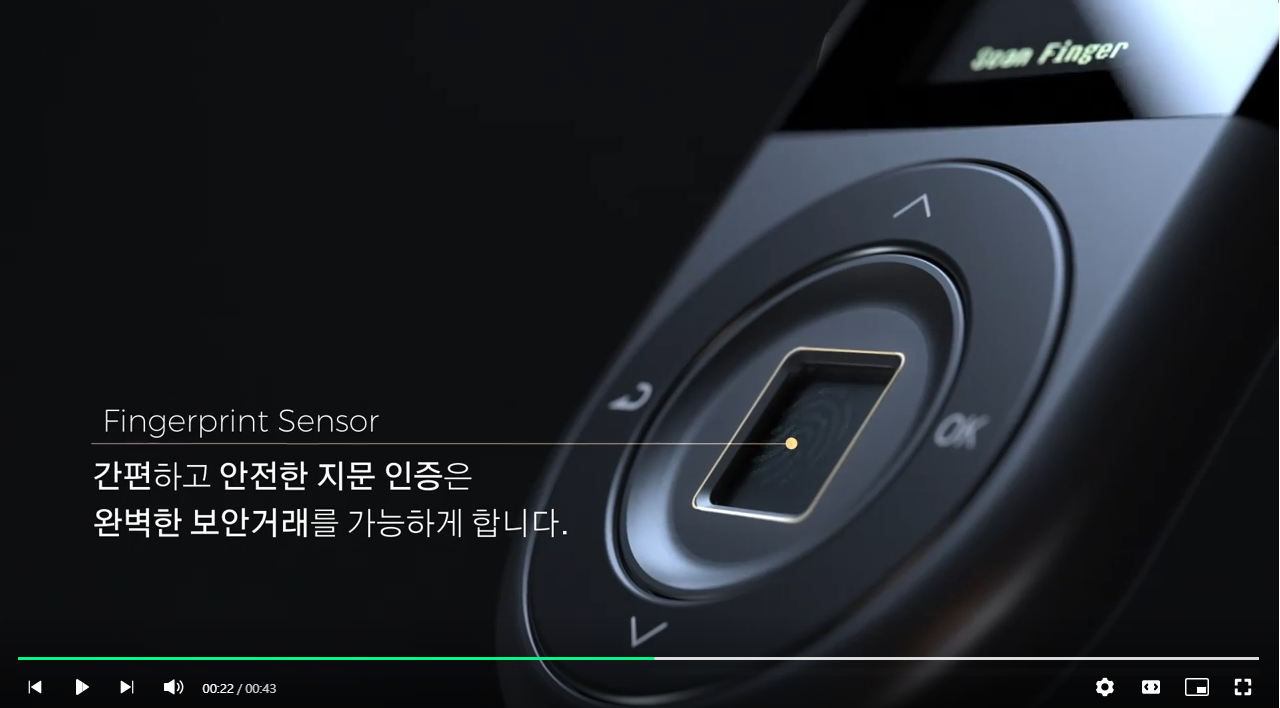 Scan Finger
Fingerprint Sensor
간편하고 안전한 지문 인증은
완벽한 보안거래를 가능하게 합니다.
OK
00:22 / 00:43